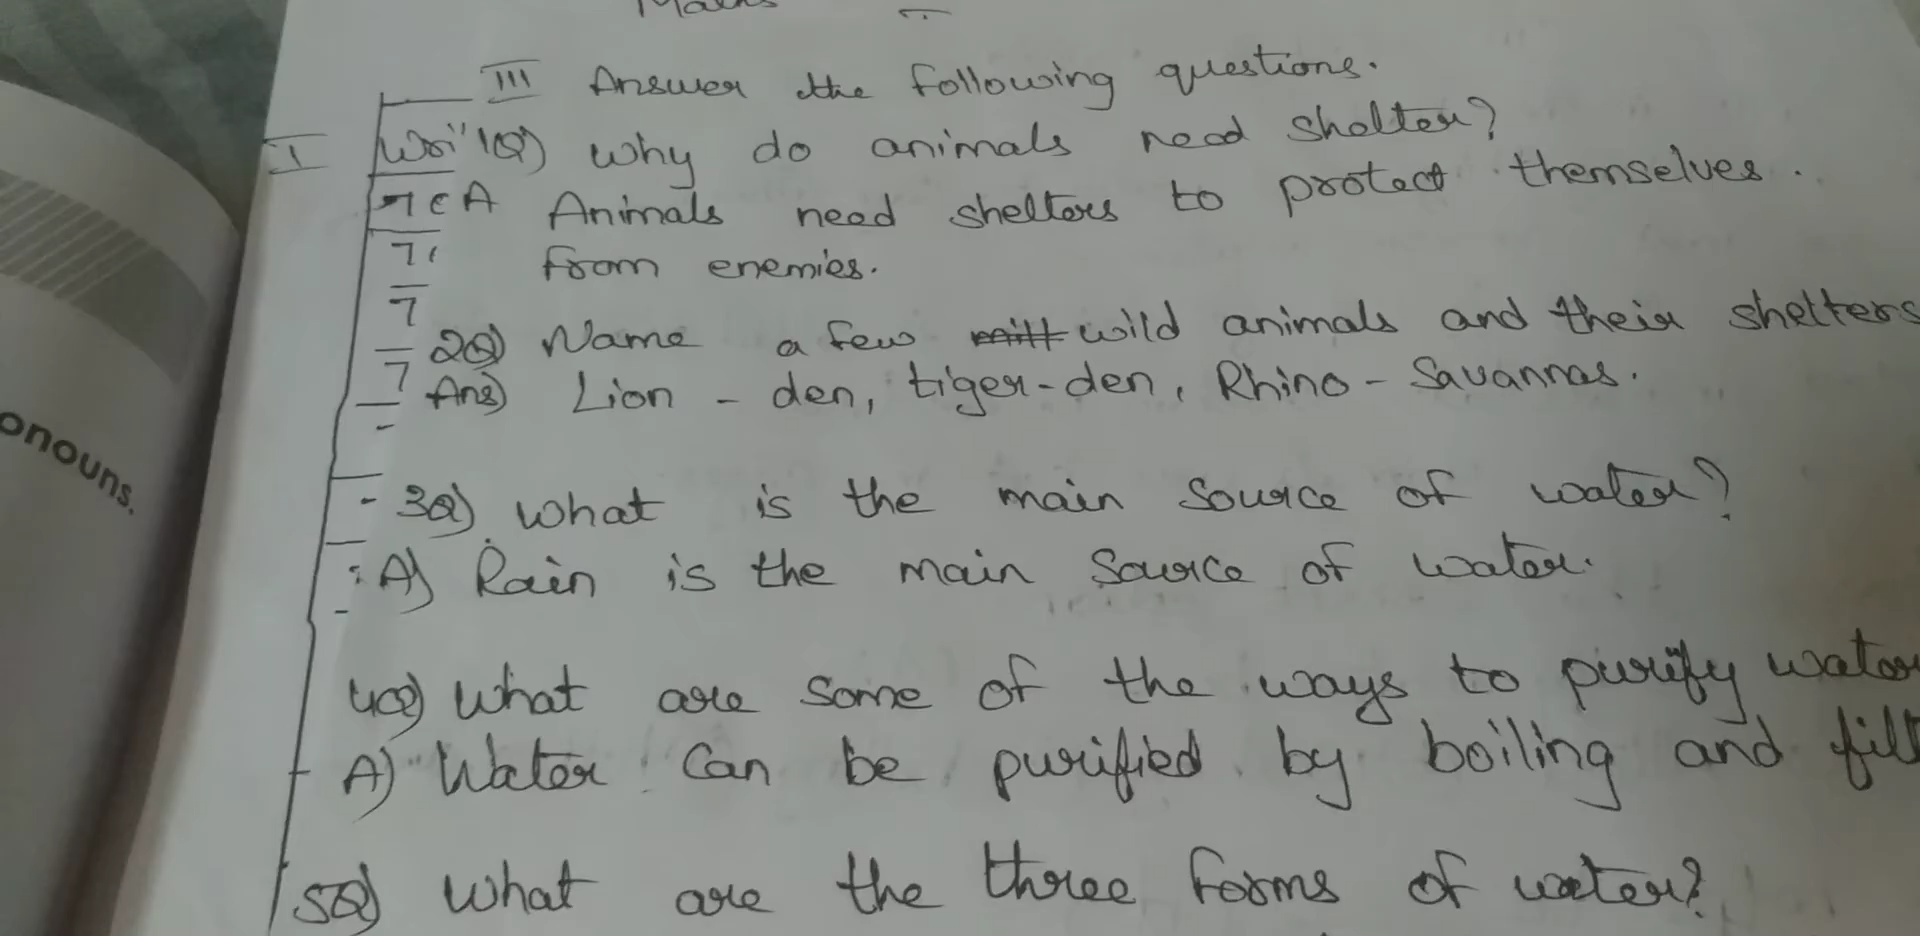 Maths
III Answer the following questions.
I
1Q) Why do animals need shelter?
A Animals need shelters to protect themselves.
from enemies.
2Q) Name a few wild animals and their shelters
Ans) Lion - den, tiger-den, Rhino - Savannas.
3Q) What is the main source of water?
A) Rain is the main source of water.
4Q) What are some of the ways to purify water
A) Water can be purified by boiling and filt
5Q) What are the three forms of water?
onouns.